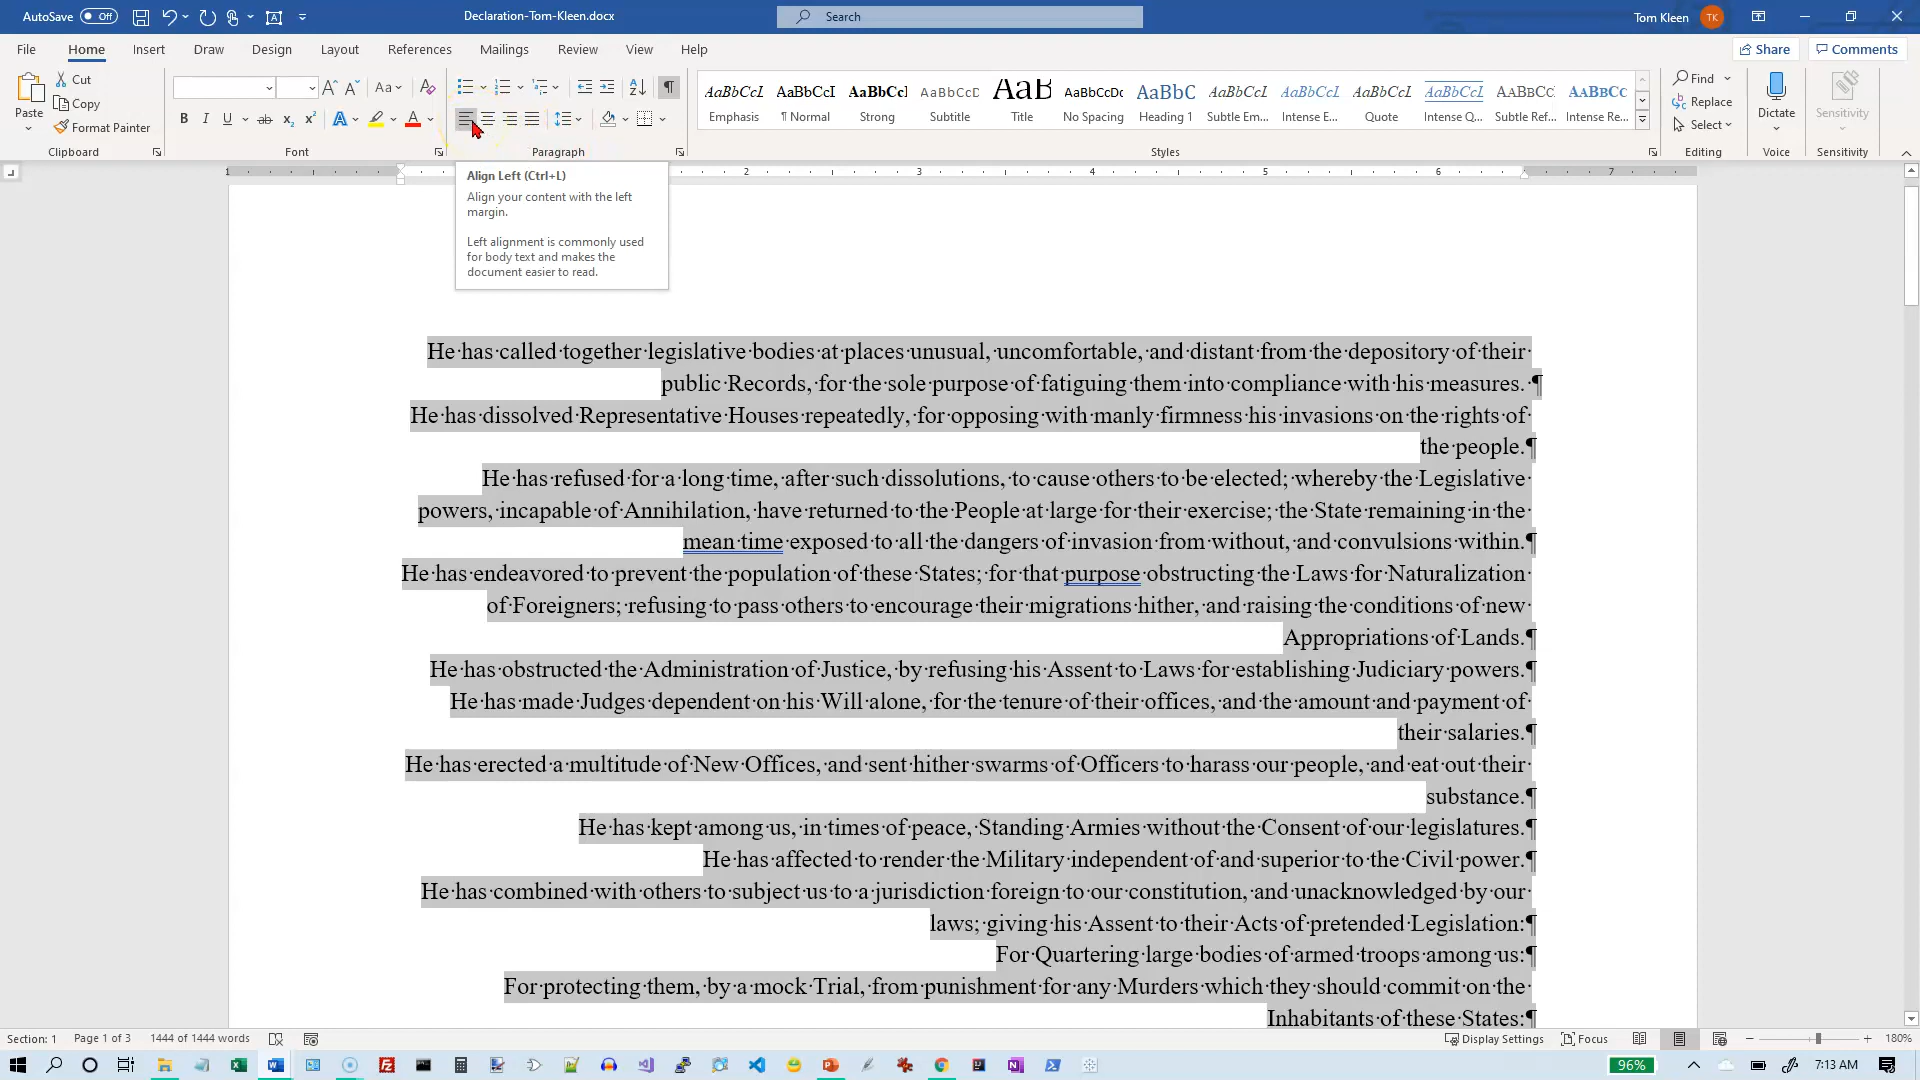 AutoSave Off
Declaration-Tom-Kleen.docx
Search
Tom Kleen TK
File Home Insert Draw Design Layout References Mailings Review View Help
Share Comments
Paste
Cut
Copy
Format Painter
Clipboard
Font
Paragraph
AaBbCcI AaBbCcI AaBbCcI AaBbCcD AaB AaBbCcDc AaBbC AaBbCcI AaBbCcI AaBbCcI AaBbCcI AaBbCc AaBbCc
Emphasis ¶ Normal Strong Subtitle Title No Spacing Heading 1 Subtle Em... Intense E... Quote Intense Q... Subtle Ref... Intense Re...
Styles
Find
Replace
Select
Editing
Dictate
Voice
Sensitivity
Sensitivity
1 2 3 4 5 6 7
Align Left (Ctrl+L)
Align your content with the left
margin.
Left alignment is commonly used
for body text and makes the
document easier to read.
He·has·called·together·legislative·bodies·at·places·unusual,·uncomfortable,·and·distant·from·the·depository·of·their·
public·Records,·for·the·sole·purpose·of·fatiguing·them·into·compliance·with·his·measures.·¶
He·has·dissolved·Representative·Houses·repeatedly,·for·opposing·with·manly·firmness·his·invasions·on·the·rights·of·
the·people.¶
He·has·refused·for·a·long·time,·after·such·dissolutions,·to·cause·others·to·be·elected;·whereby·the·Legislative·
powers,·incapable·of·Annihilation,·have·returned·to·the·People·at·large·for·their·exercise;·the·State·remaining·in·the·
mean·time·exposed·to·all·the·dangers·of·invasion·from·without,·and·convulsions·within.¶
He·has·endeavored·to·prevent·the·population·of·these·States;·for·that·purpose·obstructing·the·Laws·for·Naturalization·
of·Foreigners;·refusing·to·pass·others·to·encourage·their·migrations·hither,·and·raising·the·conditions·of·new·
Appropriations·of·Lands.¶
He·has·obstructed·the·Administration·of·Justice,·by·refusing·his·Assent·to·Laws·for·establishing·Judiciary·powers.¶
He·has·made·Judges·dependent·on·his·Will·alone,·for·the·tenure·of·their·offices,·and·the·amount·and·payment·of·
their·salaries.¶
He·has·erected·a·multitude·of·New·Offices,·and·sent·hither·swarms·of·Officers·to·harass·our·people,·and·eat·out·their·
substance.¶
He·has·kept·among·us,·in·times·of·peace,·Standing·Armies·without·the·Consent·of·our·legislatures.¶
He·has·affected·to·render·the·Military·independent·of·and·superior·to·the·Civil·power.¶
He·has·combined·with·others·to·subject·us·to·a·jurisdiction·foreign·to·our·constitution,·and·unacknowledged·by·our·
laws;·giving·his·Assent·to·their·Acts·of·pretended·Legislation:¶
For·Quartering·large·bodies·of·armed·troops·among·us:¶
For·protecting·them,·by·a·mock·Trial,·from·punishment·for·any·Murders·which·they·should·commit·on·the·
Inhabitants·of·these·States:¶
Section: 1 Page 1 of 3 1444 of 1444 words
Display Settings Focus 180%
96% 7:13 AM